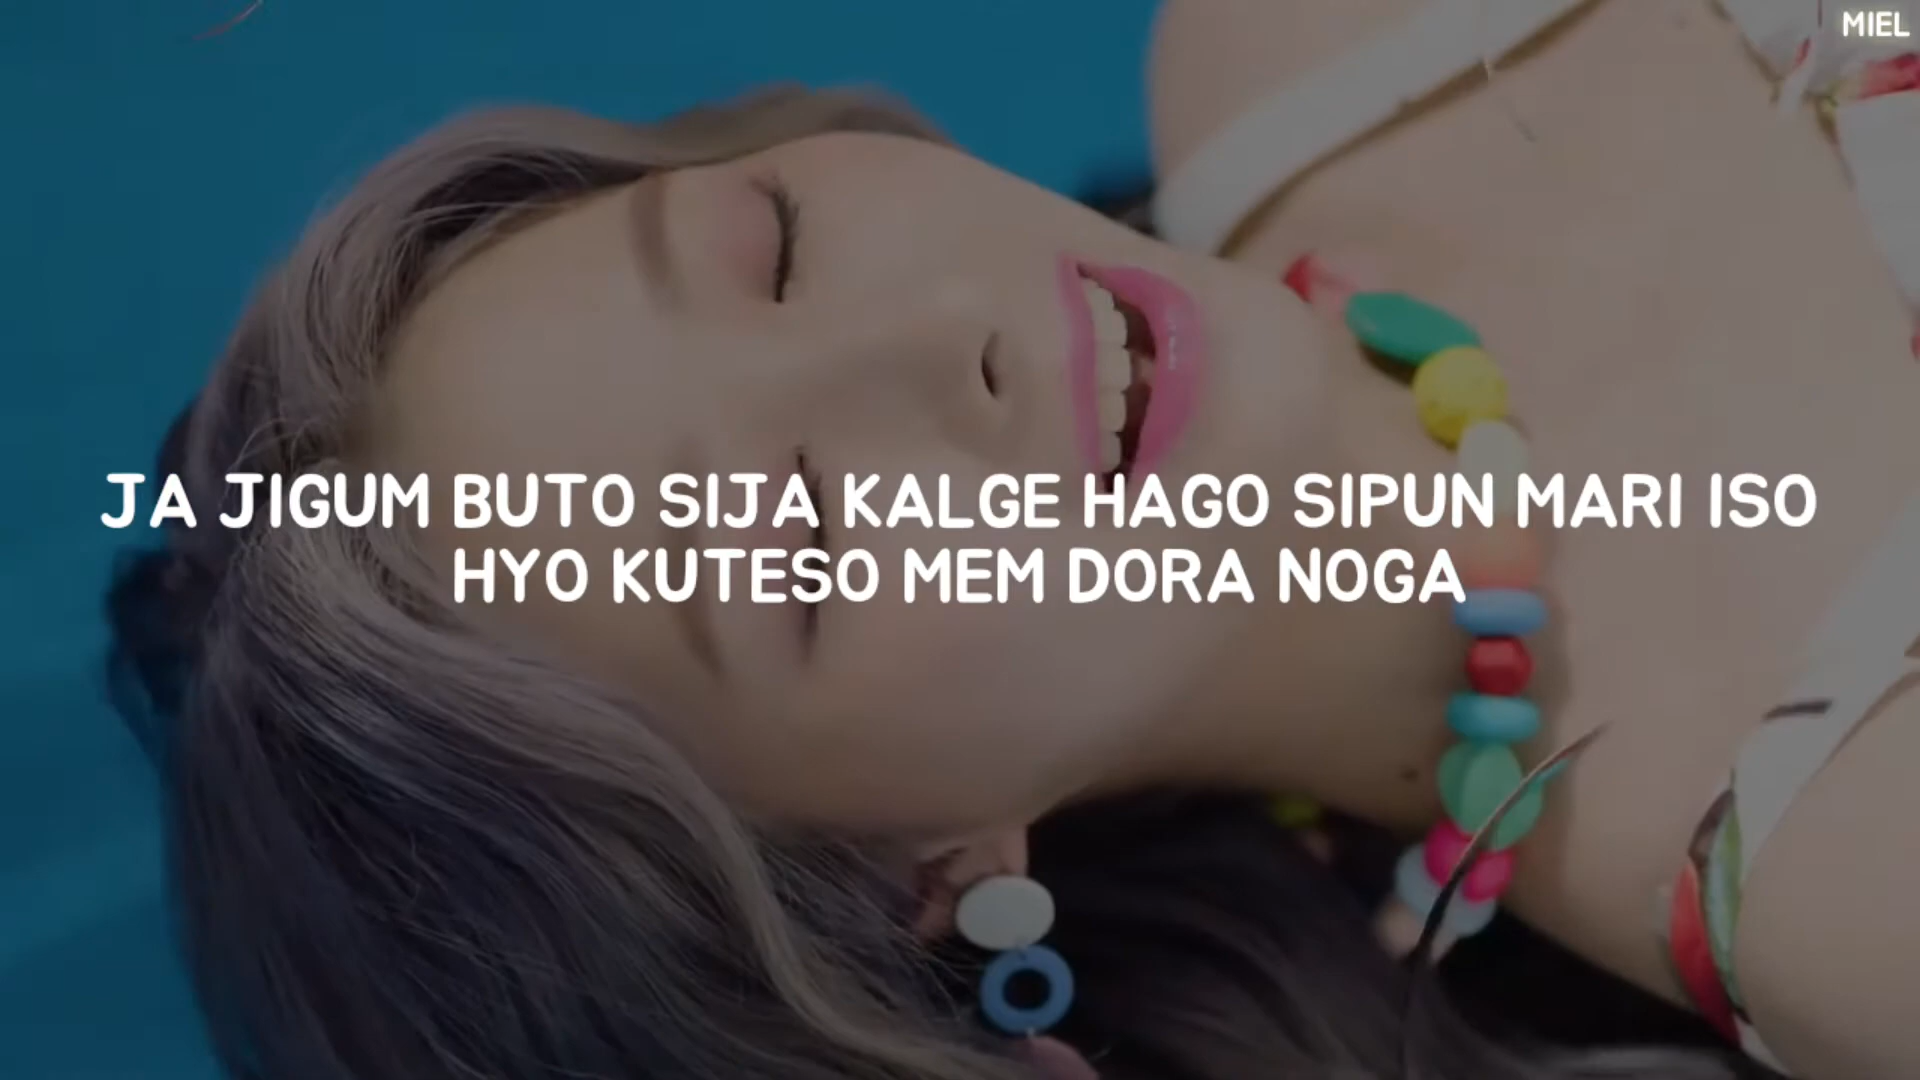 MIEL
JA JIGUM BUTO SIJA KALGE HAGO SIPUN MARI ISO
HYO KUTESO MEM DORA NOGA